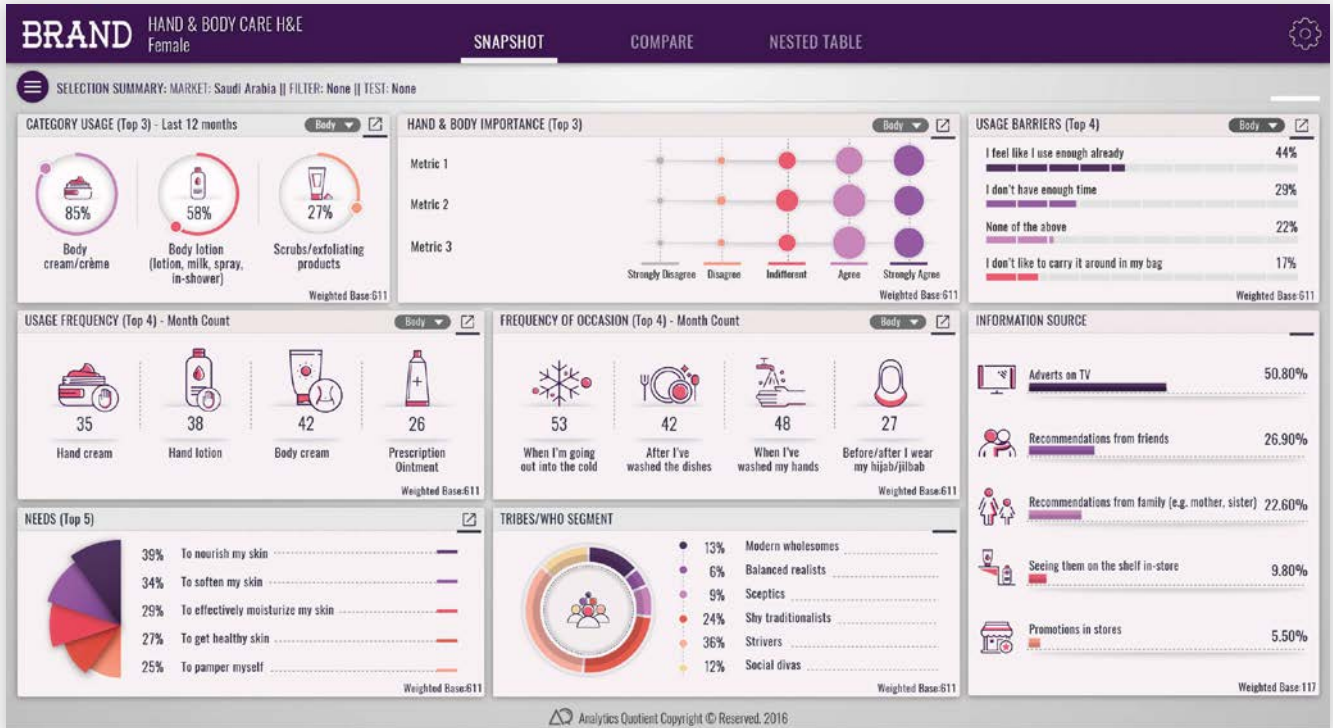 BRAND
HAND & BODY CARE H&E
Female
SNAPSHOT
COMPARE
NESTED TABLE
SELECTION SUMMARY: MARKET: Saudi Arabia || FILTER: None || TEST: None
CATEGORY USAGE (Top 3) - Last 12 months
Body
85%
Body
cream/crème
58%
Body lotion
(lotion, milk, spray,
in-shower)
27%
Scrubs/exfoliating
products
Weighted Base:611
HAND & BODY IMPORTANCE (Top 3)
Body
Metric 1
Metric 2
Metric 3
Strongly Disagree
Disagree
Indifferent
Agree
Strongly Agree
Weighted Base:611
USAGE BARRIERS (Top 4)
Body
I feel like I use enough already 44%
I don't have enough time 29%
None of the above 22%
I don't like to carry it around in my bag 17%
Weighted Base:611
USAGE FREQUENCY (Top 4) - Month Count
Body
35
Hand cream
38
Hand lotion
42
Body cream
26
Prescription
Ointment
Weighted Base:611
FREQUENCY OF OCCASION (Top 4) - Month Count
Body
53
When I'm going
out into the cold
42
After I've
washed the dishes
48
When I've
washed my hands
27
Before/after I wear
my hijab/jilbab
Weighted Base:611
INFORMATION SOURCE
Adverts on TV 50.80%
Recommendations from friends 26.90%
Recommendations from family (e.g. mother, sister) 22.60%
Seeing them on the shelf in-store 9.80%
Promotions in stores 5.50%
Weighted Base:117
NEEDS (Top 5)
39% To nourish my skin
34% To soften my skin
29% To effectively moisturize my skin
27% To get healthy skin
25% To pamper myself
Weighted Base:611
TRIBES/WHO SEGMENT
13% Modern wholesomes
6% Balanced realists
9% Sceptics
24% Shy traditionalists
36% Strivers
12% Social divas
Weighted Base:611
Analytics Quotient Copyright © Reserved. 2016